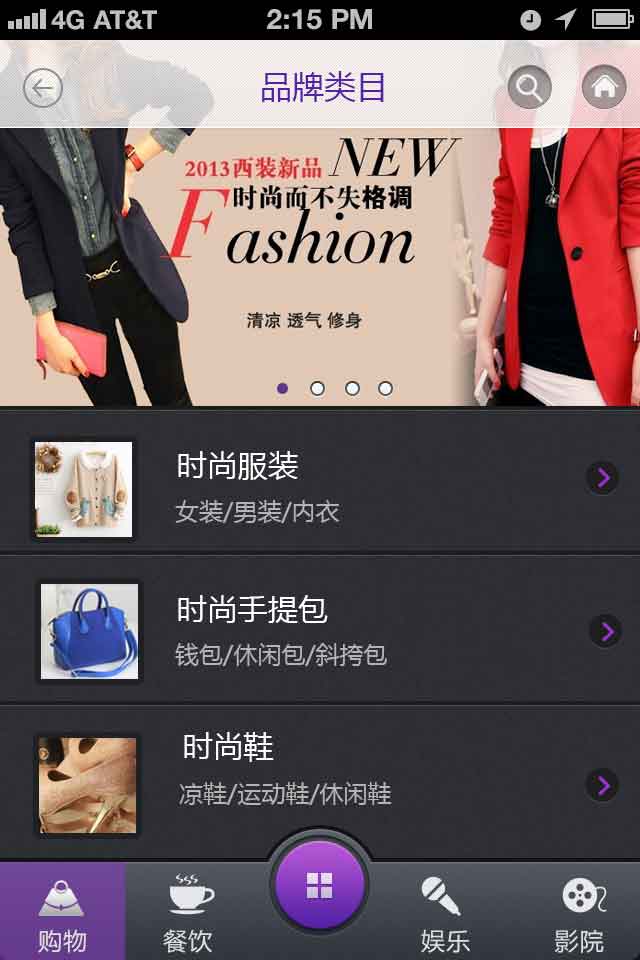 4G AT&T 2:15 PM
品牌类目
2013西装新品 NEW
时尚而不失格调
Fashion
清凉 透气 修身
时尚服装
女装/男装/内衣
时尚手提包
钱包/休闲包/斜挎包
时尚鞋
凉鞋/运动鞋/休闲鞋
购物 餐饮 娱乐 影院